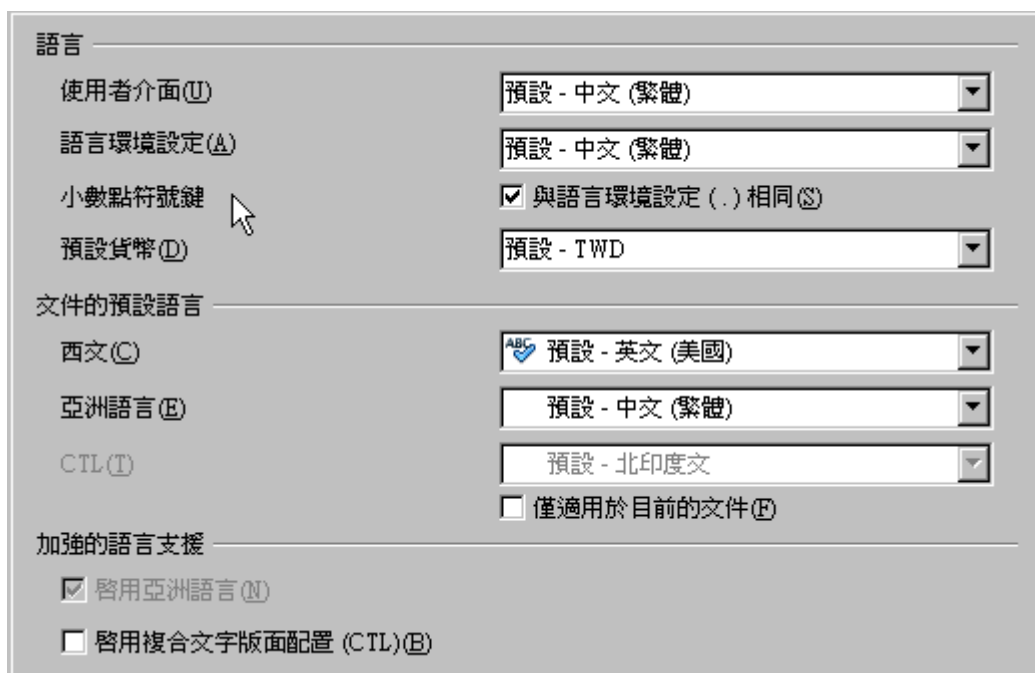 語言
使用者介面(U) 預設 - 中文 (繁體)
語言環境設定(A) 預設 - 中文 (繁體)
小數點符號鍵 與語言環境設定 ( . ) 相同(S)
預設貨幣(D) 預設 - TWD
文件的預設語言
西文(C) ABC 預設 - 英文 (美國)
亞洲語言(E) 預設 - 中文 (繁體)
CTL(T) 預設 - 北印度文
僅適用於目前的文件(F)
加強的語言支援
啓用亞洲語言(N)
啓用複合文字版面配置 (CTL)(B)